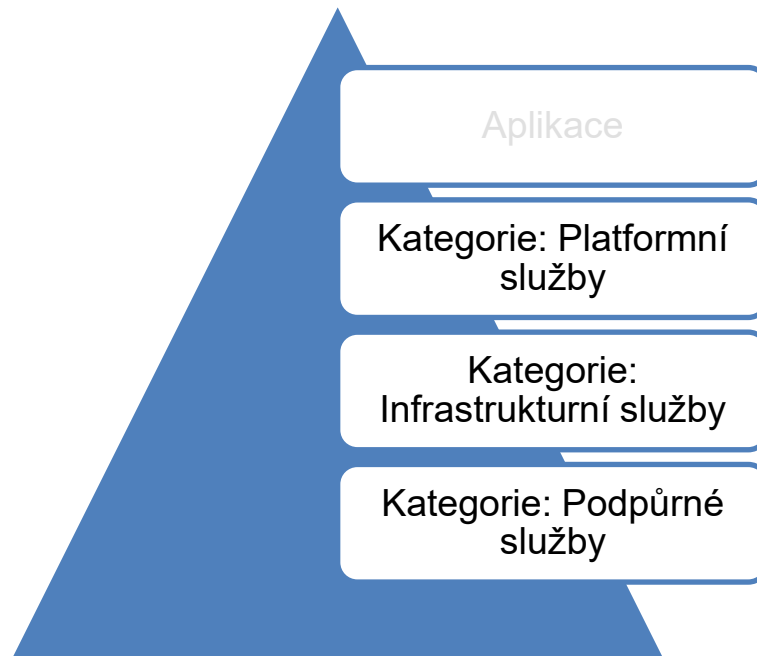 Aplikace
Kategorie: Platformní
služby
Kategorie:
Infrastrukturní služby
Kategorie: Podpůrné
služby